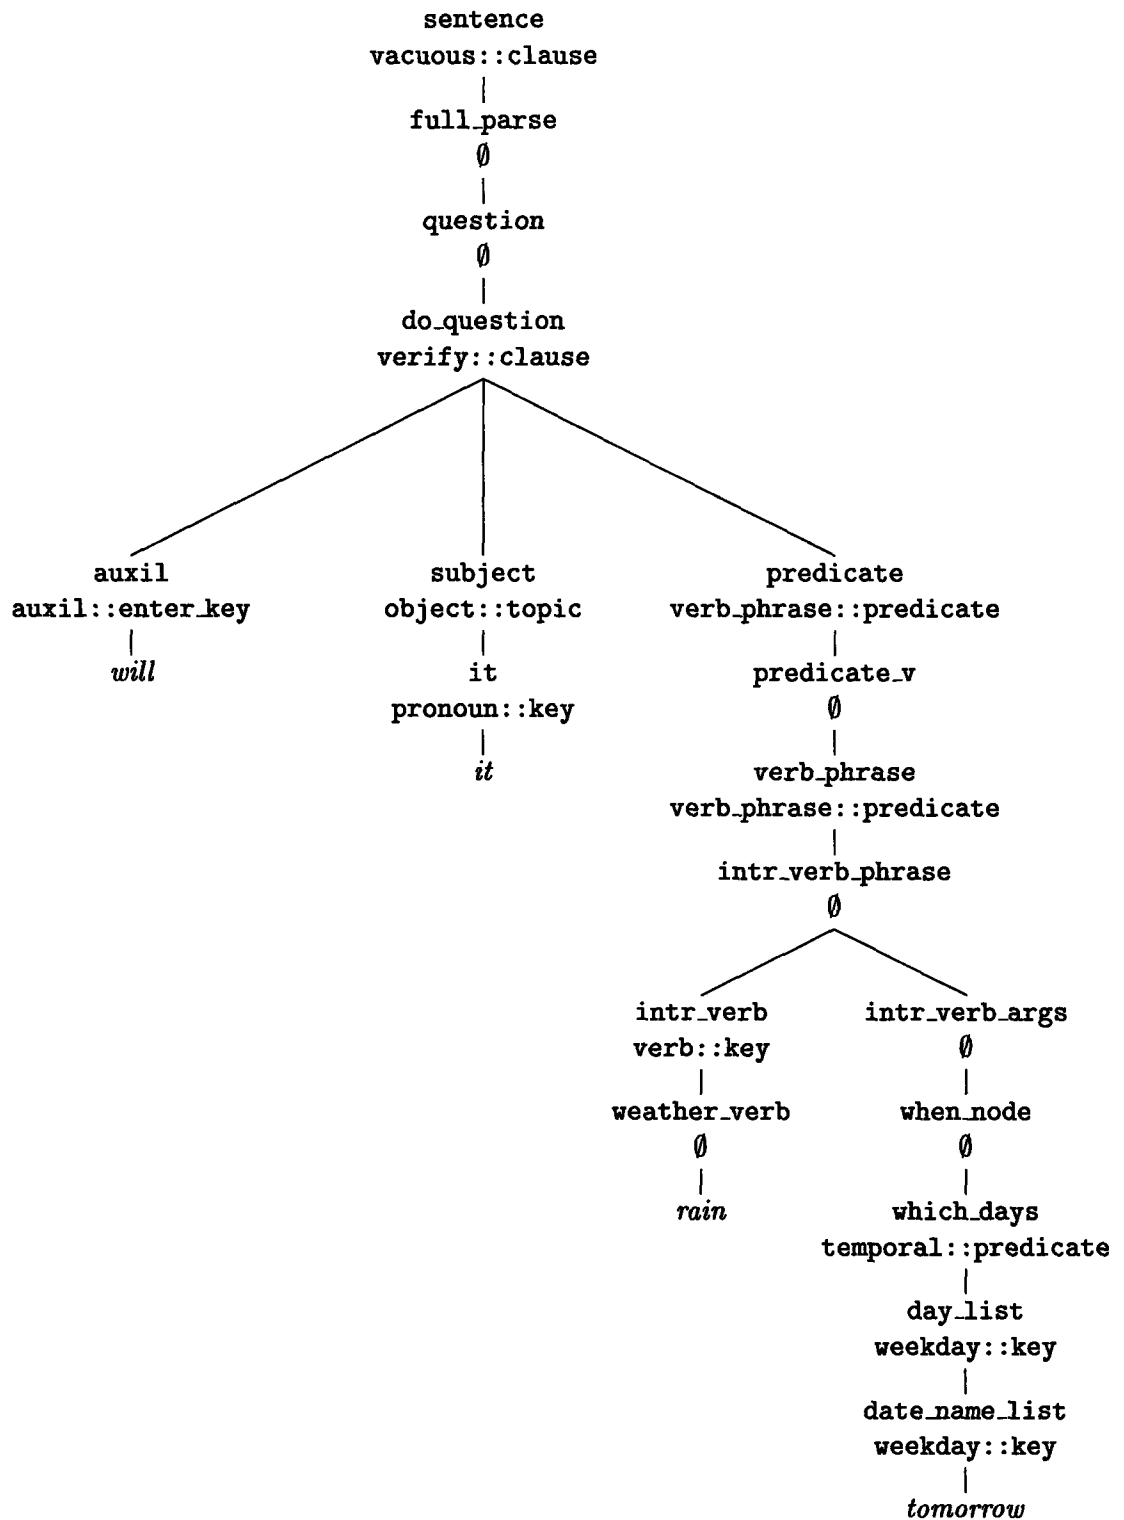 sentence
vacuous::clause
full_parse
∅
question
∅
do_question
verify::clause
auxil subject predicate
auxil::enter_key object::topic verb_phrase::predicate
will it predicate_v
pronoun::key ∅
it verb_phrase
verb_phrase::predicate
intr_verb_phrase
∅
intr_verb intr_verb_args
verb::key ∅
weather_verb when_node
∅ ∅
rain which_days
temporal::predicate
day_list
weekday::key
date_name_list
weekday::key
tomorrow